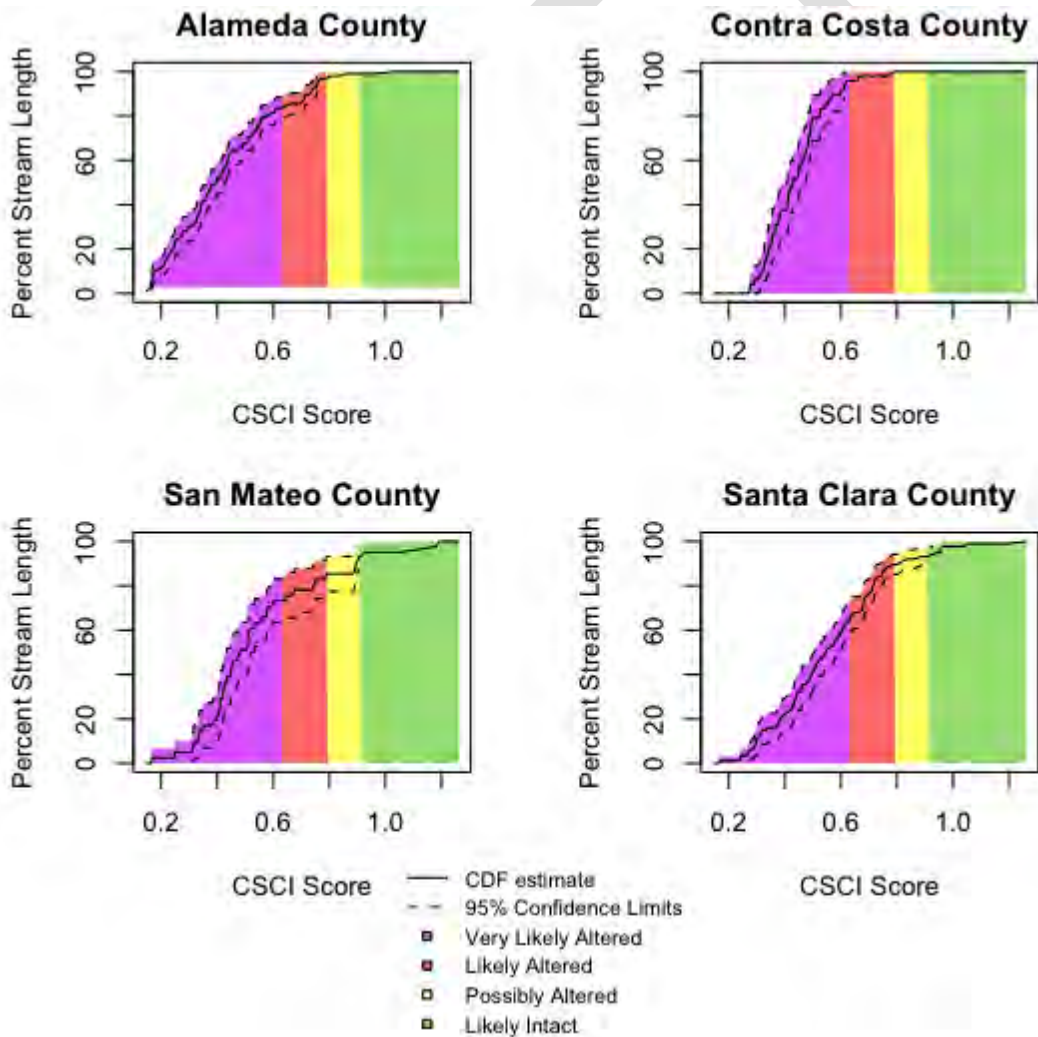 Alameda County
Percent Stream Length
100
60
20
0
0.2 0.6 1.0
CSCI Score
Contra Costa County
Percent Stream Length
100
60
20
0
0.2 0.6 1.0
CSCI Score
San Mateo County
Percent Stream Length
100
60
20
0
0.2 0.6 1.0
CSCI Score
Santa Clara County
Percent Stream Length
100
60
20
0
0.2 0.6 1.0
CSCI Score
CDF estimate
95% Confidence Limits
Very Likely Altered
Likely Altered
Possibly Altered
Likely Intact